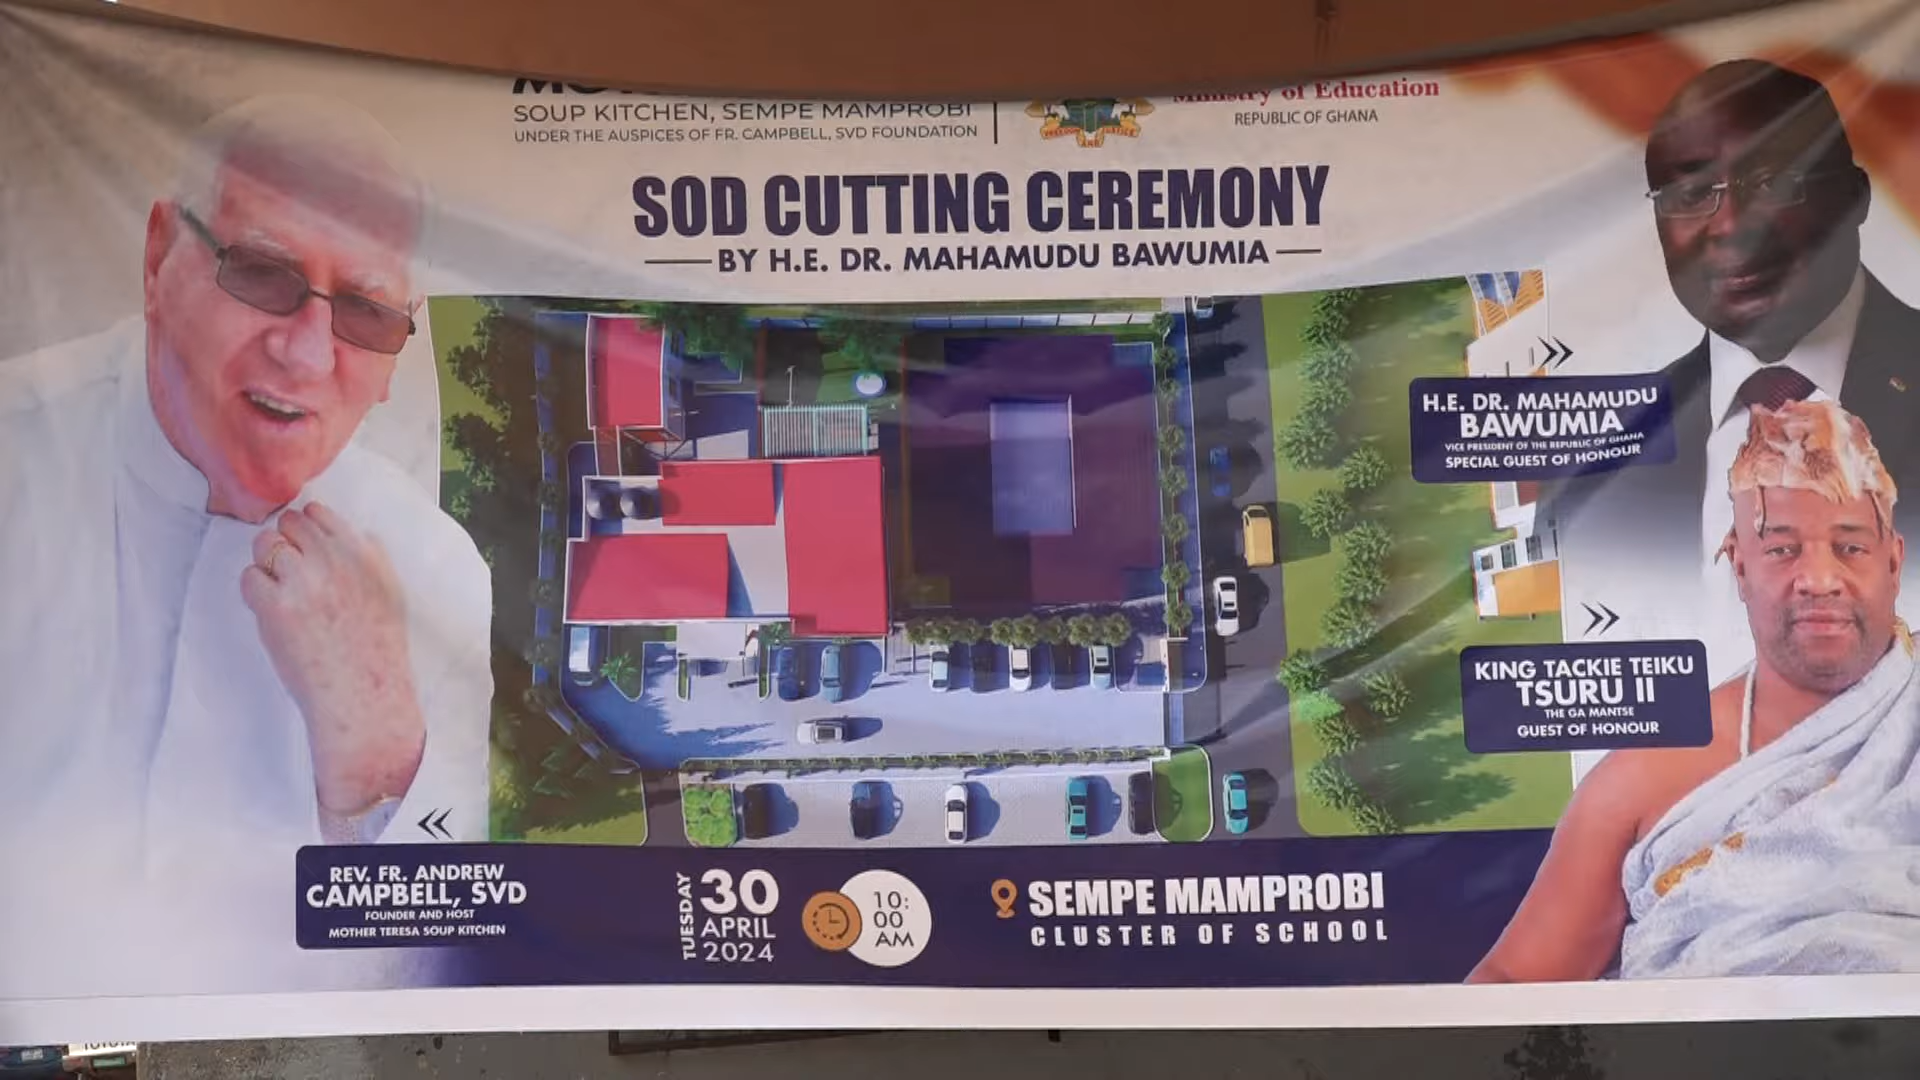 SOUP KITCHEN, SEMPE MAMPROBI
UNDER THE AUSPICES OF FR. CAMPBELL, SVD FOUNDATION
FREEDOM AND JUSTICE
Ministry of Education
REPUBLIC OF GHANA
SOD CUTTING CEREMONY
BY H.E. DR. MAHAMUDU BAWUMIA
H.E. DR. MAHAMUDU
BAWUMIA
VICE PRESIDENT OF THE REPUBLIC OF GHANA
SPECIAL GUEST OF HONOUR
KING TACKIE TEIKU
TSURU II
THE GA MANTSE
GUEST OF HONOUR
REV. FR. ANDREW
CAMPBELL, SVD
FOUNDER AND HOST
MOTHER TERESA SOUP KITCHEN
TUESDAY
30
APRIL
2024
10:
00
AM
SEMPE MAMPROBI
CLUSTER OF SCHOOL